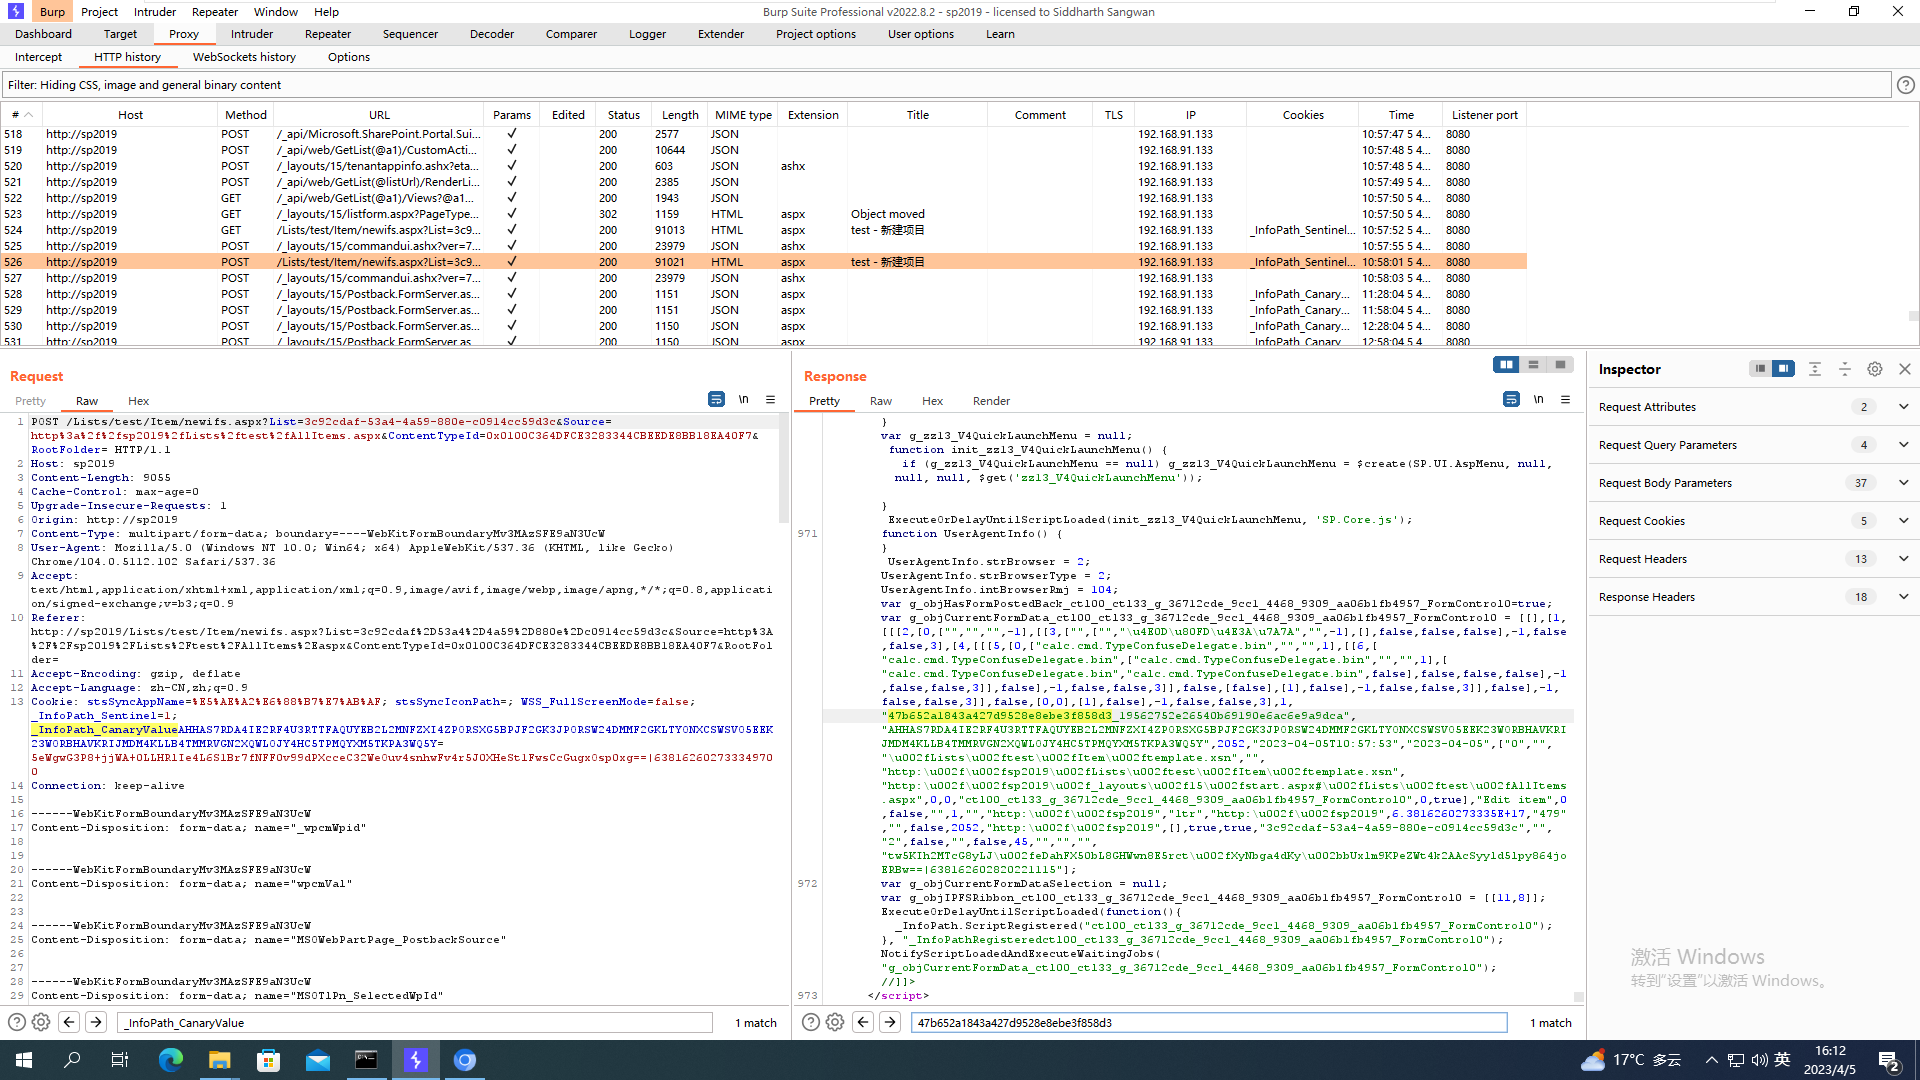 Burp Project Intruder Repeater Window Help
Burp Suite Professional v2022.8.2 - sp2019 - licensed to Siddharth Sangwan
Dashboard Target Proxy Intruder Repeater Sequencer Decoder Comparer Logger Extender Project options User options Learn
Intercept HTTP history WebSockets history Options
Filter: Hiding CSS, image and general binary content
# Host Method URL Params Edited Status Length MIME type Extension Title Comment TLS IP Cookies Time Listener port
518 http://sp2019 POST /_api/Microsoft.SharePoint.Portal.Sui... ✓ 200 2577 JSON 192.168.91.133 10:57:47 5 4... 8080
519 http://sp2019 POST /_api/web/GetList(@a1)/CustomActi... ✓ 200 10644 JSON 192.168.91.133 10:57:48 5 4... 8080
520 http://sp2019 POST /_layouts/15/tenantappinfo.ashx?eta... ✓ 200 603 JSON ashx 192.168.91.133 10:57:48 5 4... 8080
521 http://sp2019 POST /_api/web/GetList(@listUrl)/RenderLi... ✓ 200 2385 JSON 192.168.91.133 10:57:49 5 4... 8080
522 http://sp2019 GET /_api/web/GetList(@a1)/Views?@a1... ✓ 200 1943 JSON 192.168.91.133 10:57:50 5 4... 8080
523 http://sp2019 GET /_layouts/15/listform.aspx?PageType... ✓ 302 1159 HTML aspx Object moved 192.168.91.133 10:57:50 5 4... 8080
524 http://sp2019 GET /Lists/test/Item/newifs.aspx?List=3c9... ✓ 200 91013 HTML aspx test - 新建项目 192.168.91.133 _InfoPath_Sentinel... 10:57:52 5 4... 8080
525 http://sp2019 POST /_layouts/15/commandui.ashx?ver=7... ✓ 200 23979 JSON ashx 192.168.91.133 10:57:55 5 4... 8080
526 http://sp2019 POST /Lists/test/Item/newifs.aspx?List=3c9... ✓ 200 91021 HTML aspx test - 新建项目 192.168.91.133 _InfoPath_Sentinel... 10:58:01 5 4... 8080
527 http://sp2019 POST /_layouts/15/commandui.ashx?ver=7... ✓ 200 23979 JSON ashx 192.168.91.133 10:58:03 5 4... 8080
528 http://sp2019 POST /_layouts/15/Postback.FormServer.as... ✓ 200 1151 JSON aspx 192.168.91.133 _InfoPath_Canary... 11:28:04 5 4... 8080
529 http://sp2019 POST /_layouts/15/Postback.FormServer.as... ✓ 200 1151 JSON aspx 192.168.91.133 _InfoPath_Canary... 11:58:04 5 4... 8080
530 http://sp2019 POST /_layouts/15/Postback.FormServer.as... ✓ 200 1150 JSON aspx 192.168.91.133 _InfoPath_Canary... 12:28:04 5 4... 8080
531 http://sp2019 POST /_layouts/15/Postback.FormServer.as... ✓ 200 1150 JSON aspx 192.168.91.133 _InfoPath_Canary... 12:58:04 5 4... 8080
Request
Pretty Raw Hex \n
1 POST /Lists/test/Item/newifs.aspx?List=3c92cdaf-53a4-4a59-880e-c0914cc59d3c&Source=
http%3a%2f%2fsp2019%2fLists%2ftest%2fAllItems.aspx&ContentTypeId=0x0100C364DFCE3283344CBEEDE8BB18EA40F7&
RootFolder= HTTP/1.1
2 Host: sp2019
3 Content-Length: 9055
4 Cache-Control: max-age=0
5 Upgrade-Insecure-Requests: 1
6 Origin: http://sp2019
7 Content-Type: multipart/form-data; boundary=----WebKitFormBoundaryMv3MAzSFE9aN3UcW
8 User-Agent: Mozilla/5.0 (Windows NT 10.0; Win64; x64) AppleWebKit/537.36 (KHTML, like Gecko)
Chrome/104.0.5112.102 Safari/537.36
9 Accept:
text/html,application/xhtml+xml,application/xml;q=0.9,image/avif,image/webp,image/apng,*/*;q=0.8,applicati
on/signed-exchange;v=b3;q=0.9
10 Referer:
http://sp2019/Lists/test/Item/newifs.aspx?List=3c92cdaf%2D53a4%2D4a59%2D880e%2Dc0914cc59d3c&Source=http%3A
%2F%2Fsp2019%2FLists%2Ftest%2FAllItems%2Easpx&ContentTypeId=0x0100C364DFCE3283344CBEEDE8BB18EA40F7&RootFol
der=
11 Accept-Encoding: gzip, deflate
12 Accept-Language: zh-CN,zh;q=0.9
13 Cookie: stsSyncAppName=%E5%AE%A2%E6%88%B7%E7%AB%AF; stsSyncIconPath=; WSS_FullScreenMode=false;
_InfoPath_Sentinel=1;
14 Connection: keep-alive
15
16 ------WebKitFormBoundaryMv3MAzSFE9aN3UcW
17 Content-Disposition: form-data; name="_wpcmWpid"
18
19
20 ------WebKitFormBoundaryMv3MAzSFE9aN3UcW
21 Content-Disposition: form-data; name="wpcmVal"
22
23
24 ------WebKitFormBoundaryMv3MAzSFE9aN3UcW
25 Content-Disposition: form-data; name="MSOWebPartPage_PostbackSource"
26
27
28 ------WebKitFormBoundaryMv3MAzSFE9aN3UcW
29 Content-Disposition: form-data; name="MSOTlPn_SelectedWpId"
_InfoPath_CanaryValue
1 match
Response
Pretty Raw Hex Render \n
}
var g_zz13_V4QuickLaunchMenu = null;
function init_zz13_V4QuickLaunchMenu() {
if (g_zz13_V4QuickLaunchMenu == null) g_zz13_V4QuickLaunchMenu = $create(SP.UI.AspMenu, null,
null, null, $get('zz13_V4QuickLaunchMenu'));
}
ExecuteOrDelayUntilScriptLoaded(init_zz13_V4QuickLaunchMenu, 'SP.Core.js');
971 function UserAgentInfo() {
}
UserAgentInfo.strBrowser = 2;
UserAgentInfo.strBrowserType = 2;
UserAgentInfo.intBrowserRmj = 104;
var g_objHasFormPostedBack_ctl00_ctl33_g_36712cde_9cc1_4468_9309_aa06b1fb4957_FormControl0=true;
var g_objCurrentFormData_ctl00_ctl33_g_36712cde_9cc1_4468_9309_aa06b1fb4957_FormControl0 = [[],[1,
[[[2,[0,["","","",-1],[[3,["",["","\u4E0D\u80FD\u4E3A\u7A7A","",-1],[],false,false,false],-1,false
,false,3],[4,[[[5,[0,["calc.cmd.TypeConfuseDelegate.bin","","",1],[[6,[
"calc.cmd.TypeConfuseDelegate.bin",["calc.cmd.TypeConfuseDelegate.bin","","",1],[
"calc.cmd.TypeConfuseDelegate.bin","calc.cmd.TypeConfuseDelegate.bin"],false,false,false],-1
,false,false,3]],false],-1,false,false,3]],false,[false],[1],false],-1,false,false,3]],false],-1,
false,false,3]],false,[0,0],[1],false],-1,false,false,3],1,
"47b652a1843a427d9528e8ebe3f858d3_19562752e26540b69190e6ac6e9a9dca",
2052,"2023-04-05T10:57:53","2023-04-05",["0","",
"\u002fLists\u002ftest\u002fItem\u002ftemplate.xsn","",
"http:\u002f\u002fsp2019\u002fLists\u002ftest\u002fItem\u002ftemplate.xsn",
"http:\u002f\u002fsp2019\u002f_layouts\u002f15\u002fstart.aspx#\u002fLists\u002ftest\u002fAllItems
.aspx",0,0,"ctl00_ctl33_g_36712cde_9cc1_4468_9309_aa06b1fb4957_FormControl0",0,true],"Edit item",0
,false,"",1,"","http:\u002f\u002fsp2019","ltr","http:\u002f\u002fsp2019",6.3816260273335E+17,"479"
,"",false,2052,"http:\u002f\u002fsp2019",[],true,true,"3c92cdaf-53a4-4a59-880e-c0914cc59d3c","",
"2",false,"",false,45,"","","",
972 var g_objCurrentFormDataSelection = null;
var g_objIPFSRibbon_ctl00_ctl33_g_36712cde_9cc1_4468_9309_aa06b1fb4957_FormControl0 = [[11,8]];
ExecuteOrDelayUntilScriptLoaded(function(){
_InfoPath.ScriptRegistered("ctl00_ctl33_g_36712cde_9cc1_4468_9309_aa06b1fb4957_FormControl0");
}, "_InfoPathRegisteredctl00_ctl33_g_36712cde_9cc1_4468_9309_aa06b1fb4957_FormControl0");
NotifyScriptLoadedAndExecuteWaitingJobs(
"g_objCurrentFormData_ctl00_ctl33_g_36712cde_9cc1_4468_9309_aa06b1fb4957_FormControl0");
//]]>
973 </script>
47b652a1843a427d9528e8ebe3f858d3
1 match
Inspector
Request Attributes 2
Request Query Parameters 4
Request Body Parameters 37
Request Cookies 5
Request Headers 13
Response Headers 18
激活 Windows
转到“设置”以激活 Windows。
17°C 多云 英 16:12
2023/4/5
2